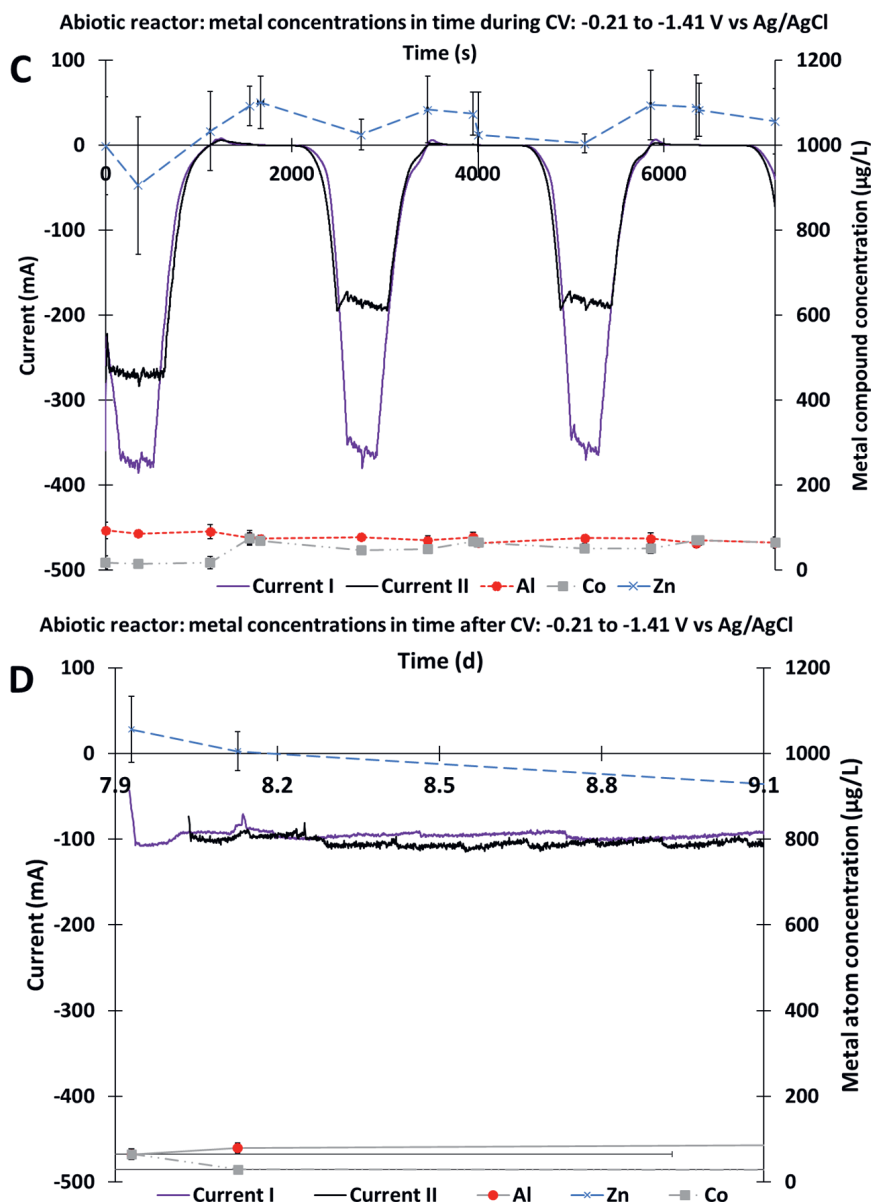 Abiotic reactor: metal concentrations in time during CV: -0.21 to -1.41 V vs Ag/AgCl
C
Time (s)
100
0
-100
-200
-300
-400
-500
0 2000 4000 6000
1200
1000
800
600
400
200
0
Current (mA)
Metal compound concentration (µg/L)
Current I Current II Al Co Zn
Abiotic reactor: metal concentrations in time after CV: -0.21 to -1.41 V vs Ag/AgCl
D
Time (d)
100
0
-100
-200
-300
-400
-500
7.9 8.2 8.5 8.8 9.1
1200
1000
800
600
400
200
0
Current (mA)
Metal atom concentration (µg/L)
Current I Current II Al Zn Co